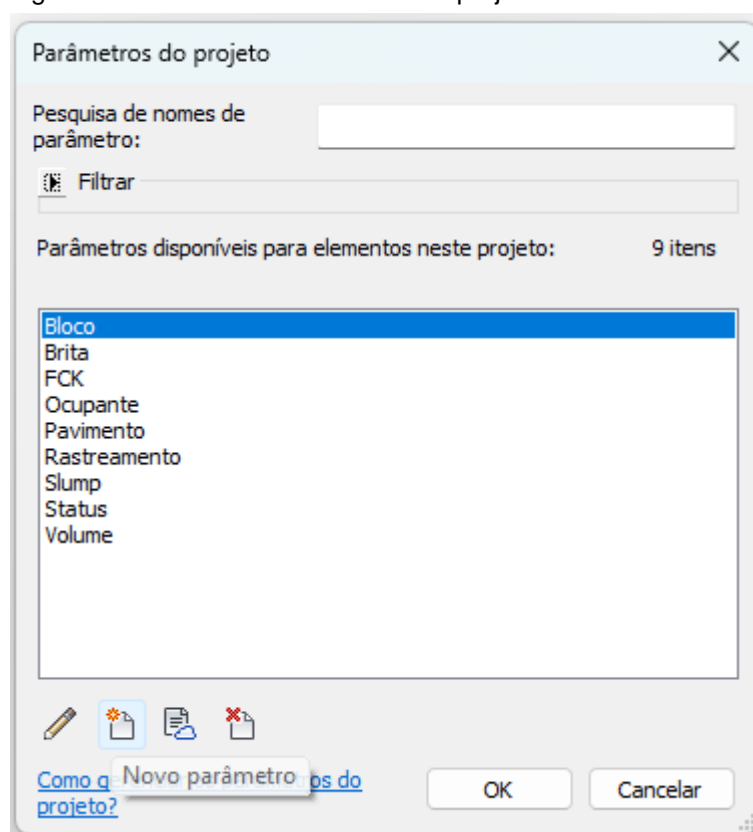 Parâmetros do projeto
Pesquisa de nomes de
parâmetro:
Filtrar
Parâmetros disponíveis para elementos neste projeto: 9 itens
Bloco
Brita
FCK
Ocupante
Pavimento
Rastreamento
Slump
Status
Volume
Novo parâmetro
Como
do
projeto?
OK Cancelar